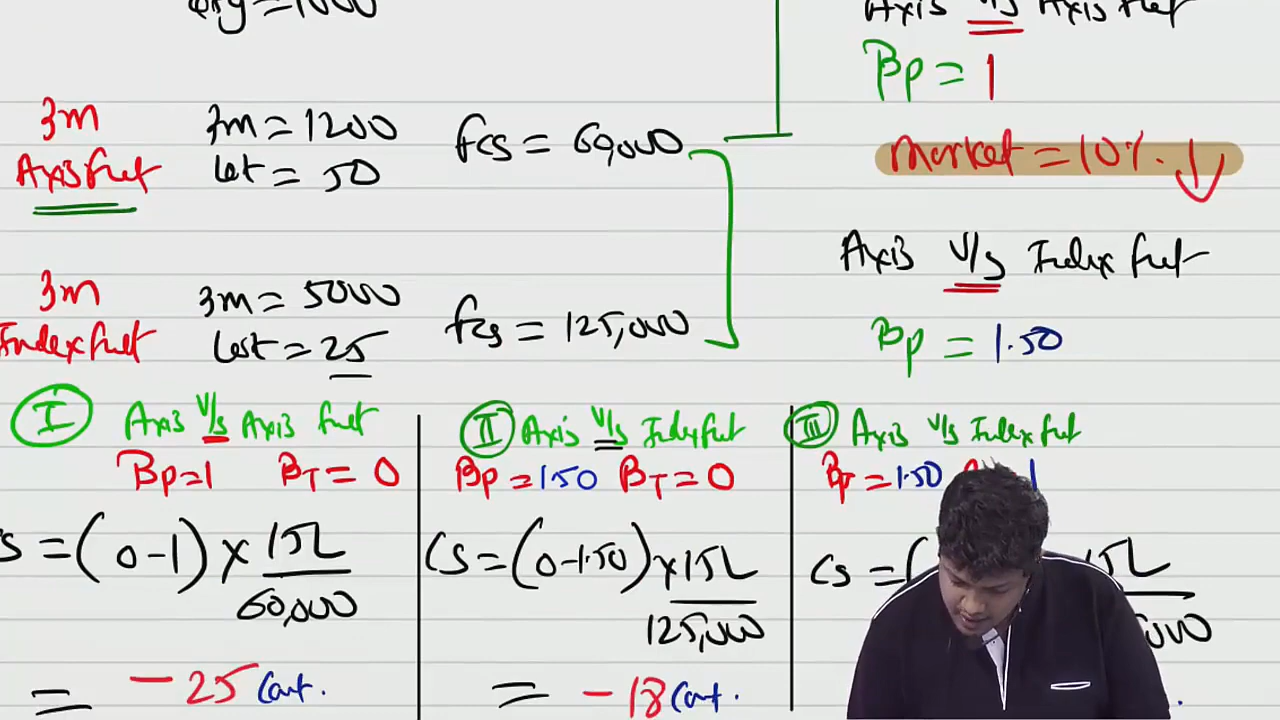 Qty = 1000
Axis v/s Axis fut
Bp = 1
3m
Axis fut
3m = 1200
Lot = 50
fcs = 60,000
market = 10% ↓
Axis v/s Index fut
Bp = 1.50
3m
Index fut
3m = 5000
Lot = 25
fcs = 125,000
I Axis v/s Axis fut
Bp=1 BT = 0
S = (0-1) × 15L
60,000
= -25 Cont.
II Axis v/s Index fut
Bp = 1.50 BT = 0
CS = (0-1.50) × 15L
125,000
= -18 Cont.
III Axis v/s Index fut
Bp = 1.50 1
CS = ( 15L